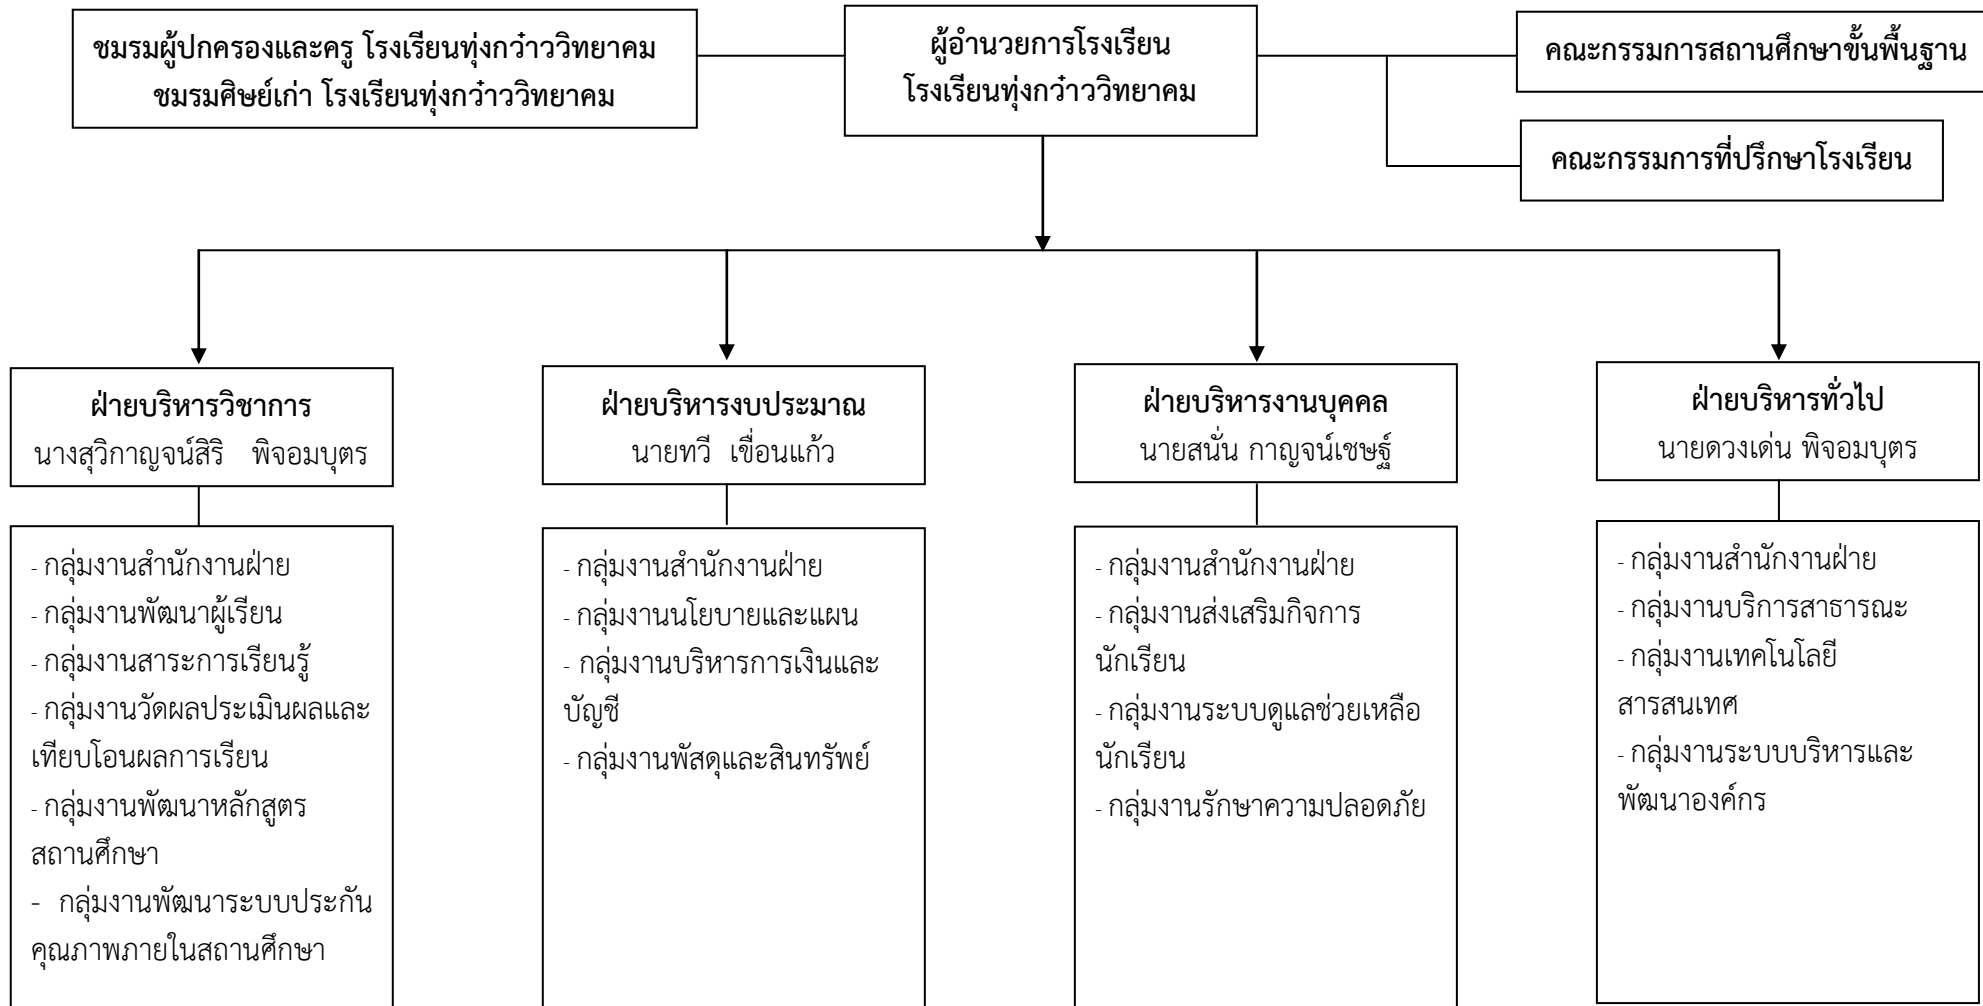 ชมรมผู้ปกครองและครู โรงเรียนทุ่งกว๋าววิทยาคม
ชมรมศิษย์เก่า โรงเรียนทุ่งกว๋าววิทยาคม
ผู้อำนวยการโรงเรียน
โรงเรียนทุ่งกว๋าววิทยาคม
คณะกรรมการสถานศึกษาขั้นพื้นฐาน
คณะกรรมการที่ปรึกษาโรงเรียน
ฝ่ายบริหารวิชาการ
นางสุวิกาญจน์สิริ พิจอมบุตร
- กลุ่มงานสำนักงานฝ่าย
- กลุ่มงานพัฒนาผู้เรียน
- กลุ่มงานสาระการเรียนรู้
- กลุ่มงานวัดผลประเมินผลและ
เทียบโอนผลการเรียน
- กลุ่มงานพัฒนาหลักสูตร
สถานศึกษา
- กลุ่มงานพัฒนาระบบประกัน
คุณภาพภายในสถานศึกษา
ฝ่ายบริหารงบประมาณ
นายทวี เขื่อนแก้ว
- กลุ่มงานสำนักงานฝ่าย
- กลุ่มงานนโยบายและแผน
- กลุ่มงานบริหารการเงินและ
บัญชี
- กลุ่มงานพัสดุและสินทรัพย์
ฝ่ายบริหารงานบุคคล
นายสนั่น กาญจน์เชษฐ์
- กลุ่มงานสำนักงานฝ่าย
- กลุ่มงานส่งเสริมกิจการ
นักเรียน
- กลุ่มงานระบบดูแลช่วยเหลือ
นักเรียน
- กลุ่มงานรักษาความปลอดภัย
ฝ่ายบริหารทั่วไป
นายดวงเด่น พิจอมบุตร
- กลุ่มงานสำนักงานฝ่าย
- กลุ่มงานบริการสาธารณะ
- กลุ่มงานเทคโนโลยี
สารสนเทศ
- กลุ่มงานระบบบริหารและ
พัฒนาองค์กร